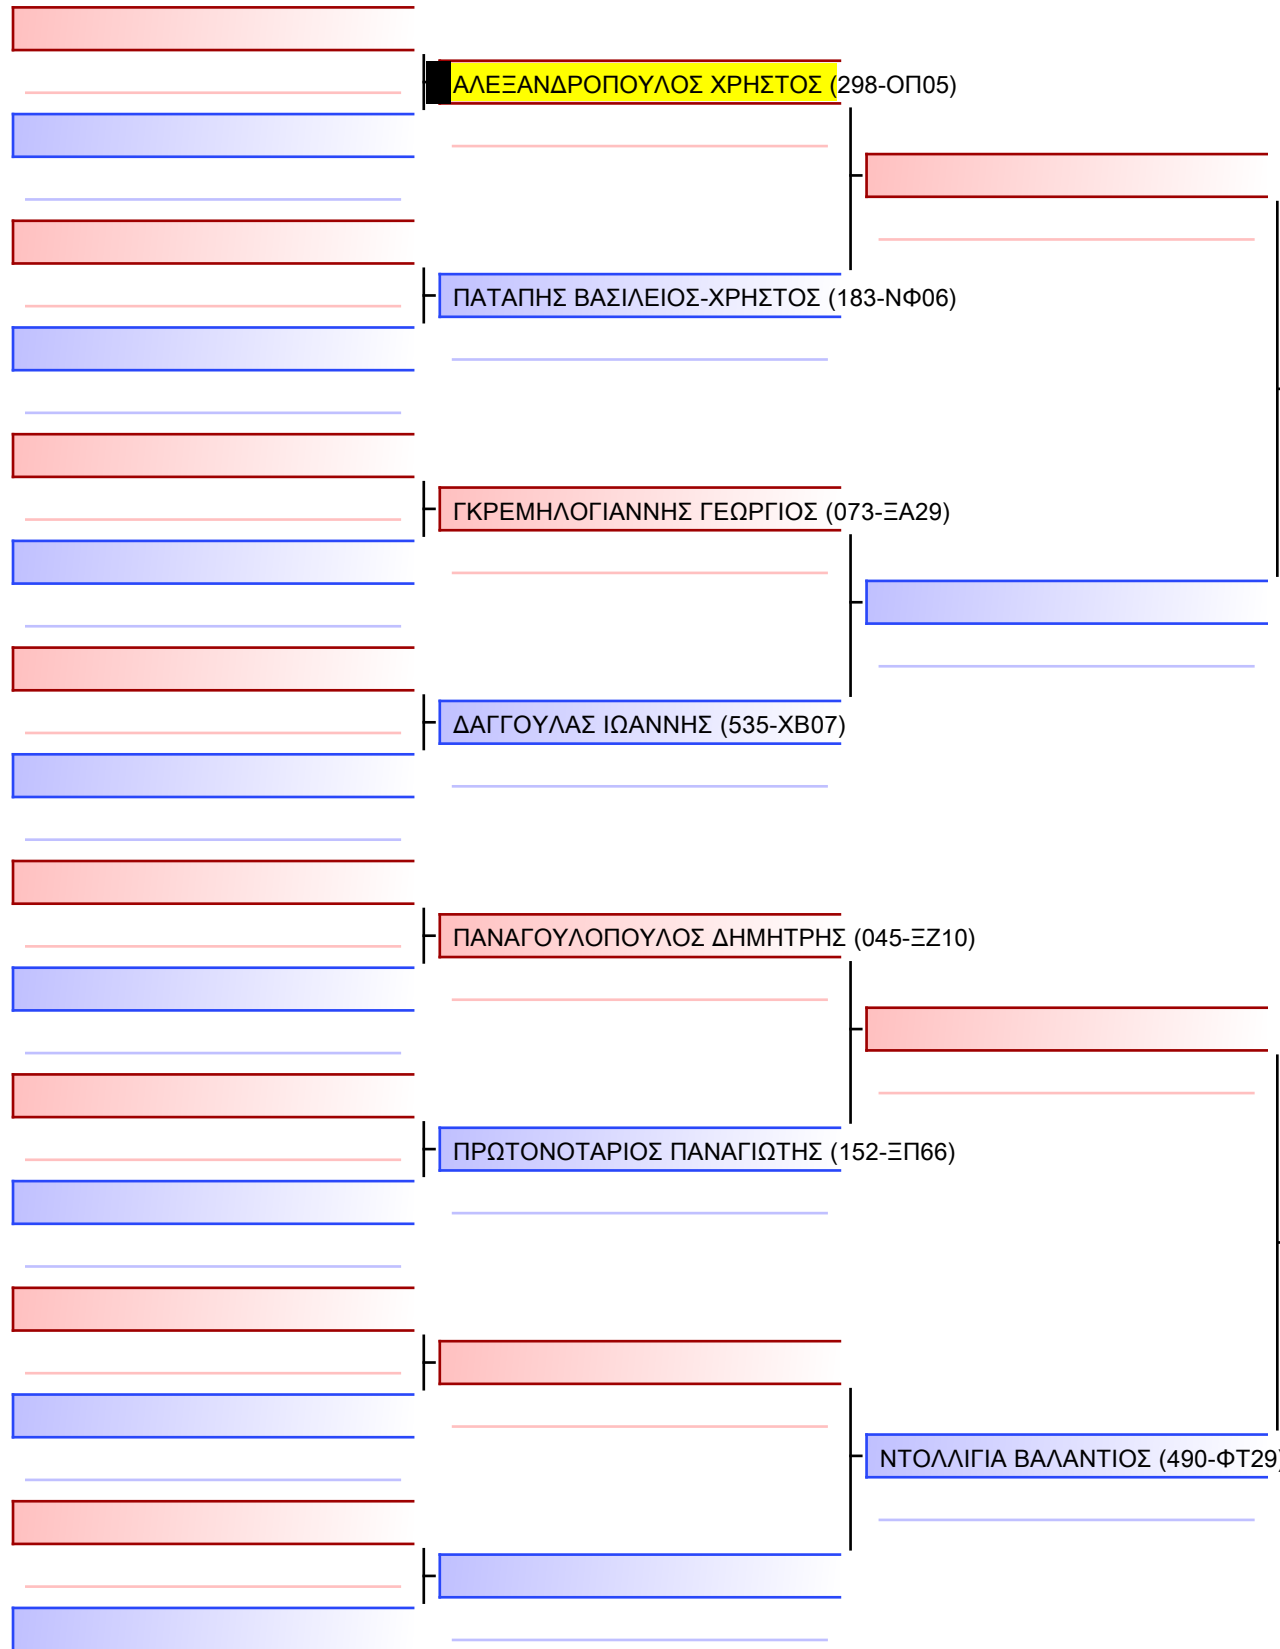 ΑΛΕΞΑΝΔΡΟΠΟΥΛΟΣ ΧΡΗΣΤΟΣ (298-ΟΠ05)
ΠΑΤΑΠΗΣ ΒΑΣΙΛΕΙΟΣ-ΧΡΗΣΤΟΣ (183-ΝΦ06)
ΓΚΡΕΜΗΛΟΓΙΑΝΝΗΣ ΓΕΩΡΓΙΟΣ (073-ΞΑ29)
ΔΑΓΓΟΥΛΑΣ ΙΩΑΝΝΗΣ (535-ΧΒ07)
ΠΑΝΑΓΟΥΛΟΠΟΥΛΟΣ ΔΗΜΗΤΡΗΣ (045-ΞΖ10)
ΠΡΩΤΟΝΟΤΑΡΙΟΣ ΠΑΝΑΓΙΩΤΗΣ (152-ΞΠ66)
ΝΤΟΛΛΙΓΙΑ ΒΑΛΑΝΤΙΟΣ (490-ΦΤ29)